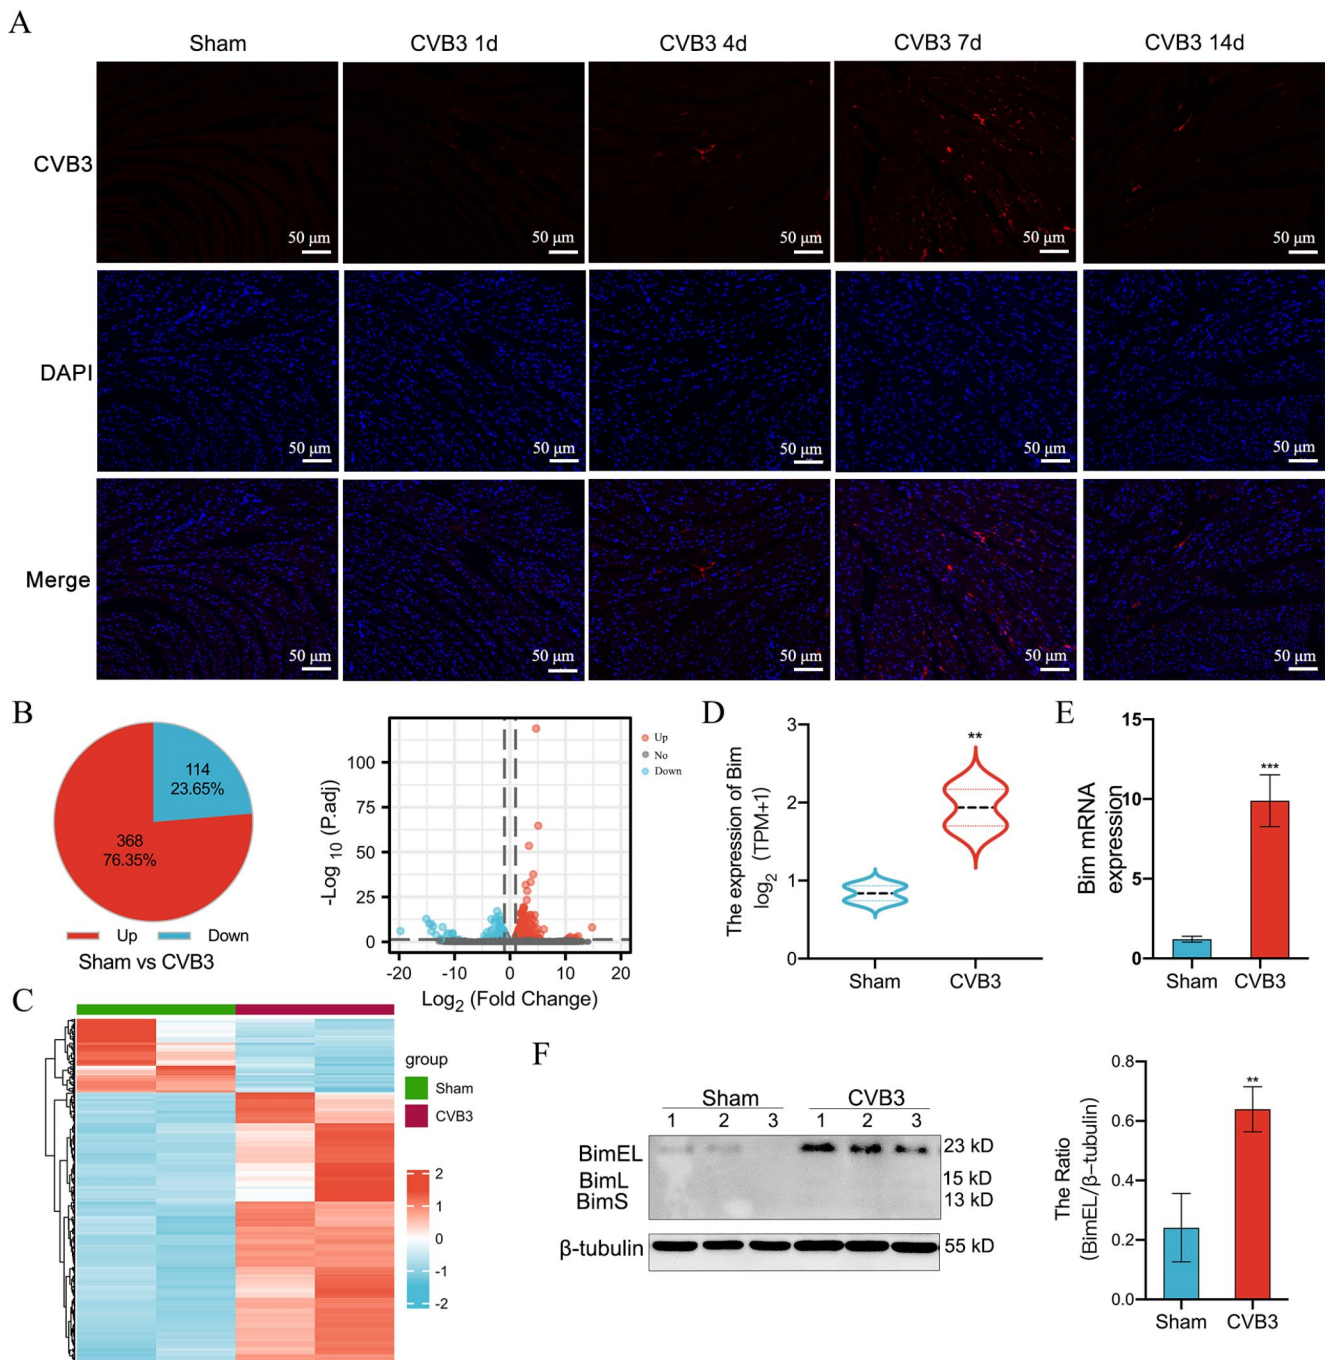 A
Sham
CVB3 1d
CVB3 4d
CVB3 7d
CVB3 14d
CVB3
50 μm
50 μm
50 μm
50 μm
50 μm
DAPI
50 μm
50 μm
50 μm
50 μm
50 μm
Merge
50 μm
50 μm
50 μm
50 μm
50 μm
B
114
23.65%
368
76.35%
Up
Down
Sham vs CVB3
-Log10 (P.adj)
100
75
50
25
0
-20
-10
0
10
20
Log2 (Fold Change)
Up
No
Down
C
group
Sham
CVB3
2
1
0
-1
-2
D
The expression of Bim
log2 (TPM+1)
3
2
1
0
**
Sham
CVB3
E
Bim mRNA
expression
15
10
5
0
***
Sham
CVB3
F
Sham
CVB3
1 2 3 1 2 3
BimEL
23 kD
BimL
15 kD
BimS
13 kD
β-tubulin
55 kD
The Ratio
(BimEL/β-tubulin)
0.8
0.6
0.4
0.2
0.0
**
Sham
CVB3